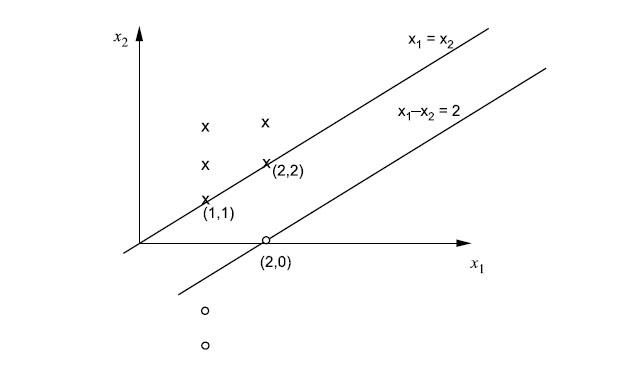 x₂
x₁ = x₂
x₁–x₂ = 2
x x
x x (2,2)
x
(1,1)
(2,0)
x₁